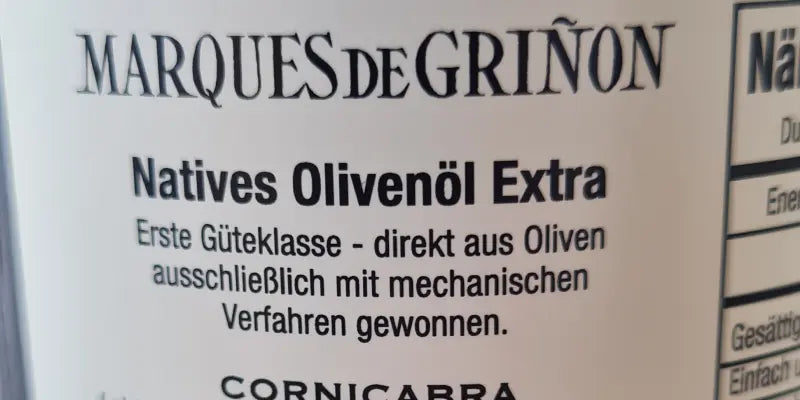 MARQUES DE GRIÑON
Natives Olivenöl Extra
Erste Güteklasse - direkt aus Oliven
ausschließlich mit mechanischen
Verfahren gewonnen.
CORNICABRA